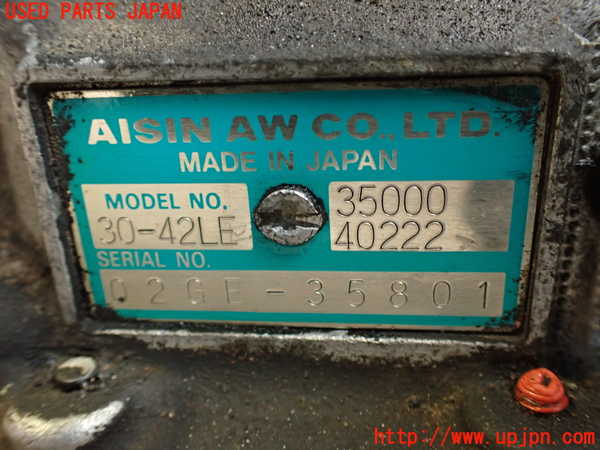 USED PARTS JAPAN
AISIN AW CO., LTD.
MADE IN JAPAN
MODEL NO.
30-42LE
35000
40222
SERIAL NO.
02GE-35801
http://www.upjpn.com